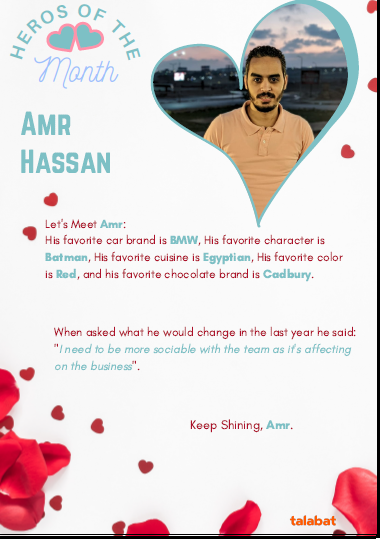 HEROS OF THE
Month
AMR
HASSAN
Let's Meet Amr:
His favorite car brand is BMW, His favorite character is
Batman, His favorite cuisine is Egyptian, His favorite color
is Red, and his favorite chocolate brand is Cadbury.
When asked what he would change in the last year he said:
"I need to be more sociable with the team as it's affecting
on the business".
Keep Shining, Amr.
talabat